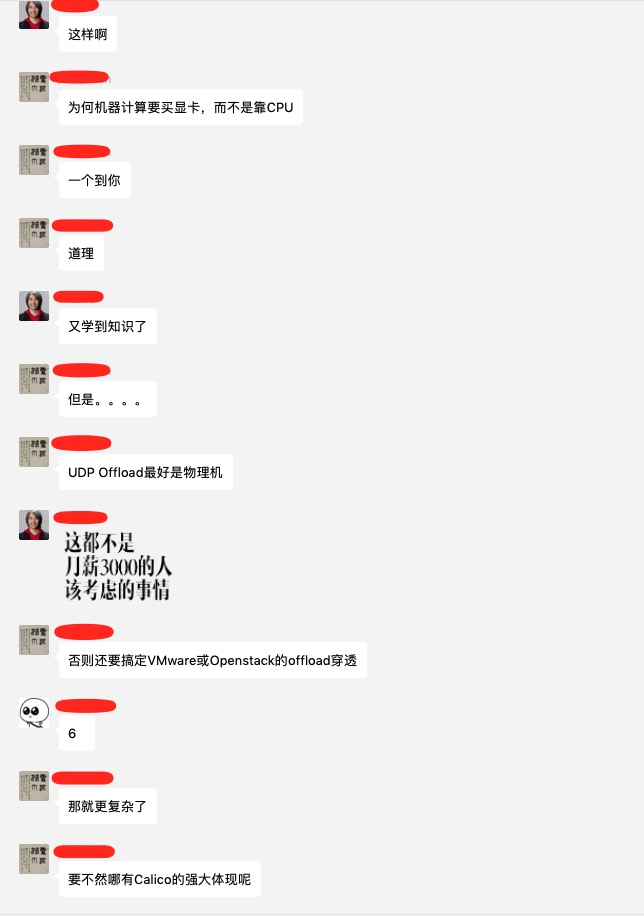 这样啊
为何机器计算要买显卡，而不是靠CPU
一个到你
道理
又学到知识了
但是。。。。
UDP Offload最好是物理机
这都不是
月薪3000的人
该考虑的事情
否则还要搞定VMware或Openstack的offload穿透
6
那就更复杂了
要不然哪有Calico的强大体现呢